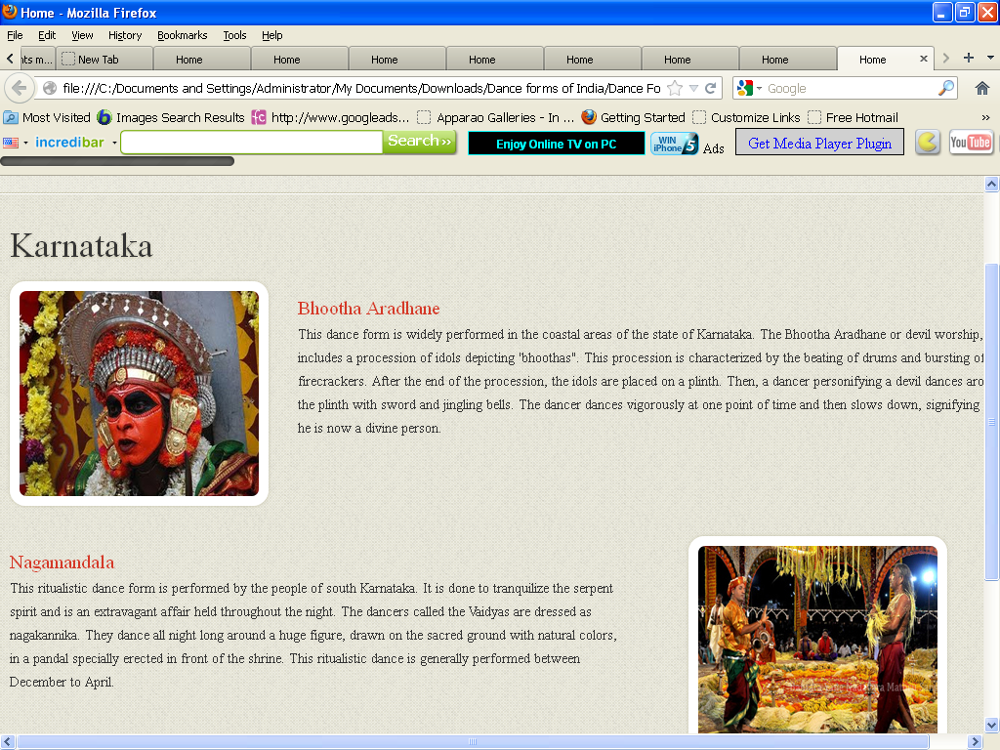 Home - Mozilla Firefox
File Edit View History Bookmarks Tools Help
ts m... New Tab Home Home Home Home Home Home Home Home
file:///C:/Documents and Settings/Administrator/My Documents/Downloads/Dance forms of India/Dance Fo Google
Most Visited Images Search Results http://www.googleads... Apparao Galleries - In ... Getting Started Customize Links Free Hotmail »
incredibar Search >> Enjoy Online TV on PC WIN iPhone 5 Ads Get Media Player Plugin You Tube
Karnataka
Bhootha Aradhane
This dance form is widely performed in the coastal areas of the state of Karnataka. The Bhootha Aradhane or devil worship,
includes a procession of idols depicting "bhoothas". This procession is characterized by the beating of drums and bursting of
firecrackers. After the end of the procession, the idols are placed on a plinth. Then, a dancer personifying a devil dances aro
the plinth with sword and jingling bells. The dancer dances vigorously at one point of time and then slows down, signifying
he is now a divine person.
Nagamandala
This ritualistic dance form is performed by the people of south Karnataka. It is done to tranquilize the serpent
spirit and is an extravagant affair held throughout the night. The dancers called the Vaidyas are dressed as
nagakannika. They dance all night long around a huge figure, drawn on the sacred ground with natural colors,
in a pandal specially erected in front of the shrine. This ritualistic dance is generally performed between
December to April.